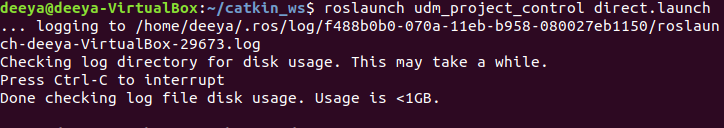 deeya@deeya-VirtualBox:~/catkin_ws$ roslaunch udm_project_control direct.launch
... logging to /home/deeya/.ros/log/f488b0b0-070a-11eb-b958-080027eb1150/roslaun
ch-deeya-VirtualBox-29673.log
Checking log directory for disk usage. This may take a while.
Press Ctrl-C to interrupt
Done checking log file disk usage. Usage is <1GB.